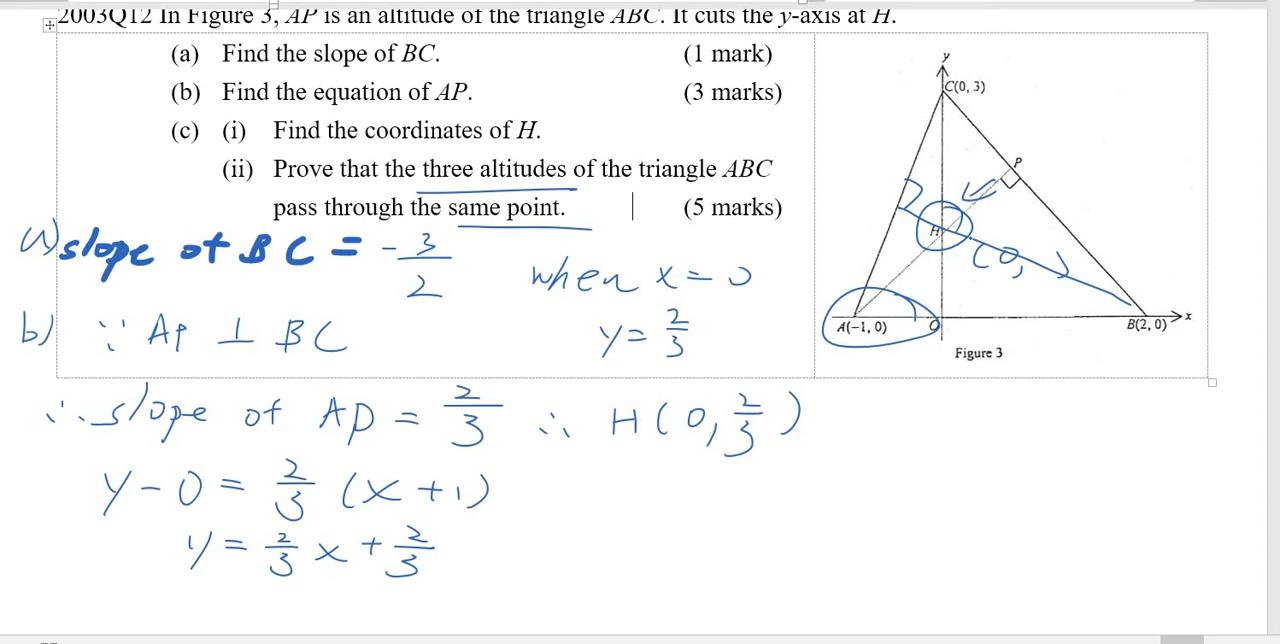 2003Q12 In Figure 3, AP is an altitude of the triangle ABC. It cuts the y-axis at H.
(a) Find the slope of BC. (1 mark)
(b) Find the equation of AP. (3 marks)
(c) (i) Find the coordinates of H.
(ii) Prove that the three altitudes of the triangle ABC
pass through the same point. (5 marks)
y
C(0, 3)
P
H
(0, )
A(−1, 0) O B(2, 0) x
Figure 3
a) slope of BC = -3/2
b) ∵ AP ⊥ BC
∴ slope of AP = 2/3
y - 0 = 2/3 (x + 1)
y = 2/3 x + 2/3
when x = 0
y = 2/3
∴ H(0, 2/3)